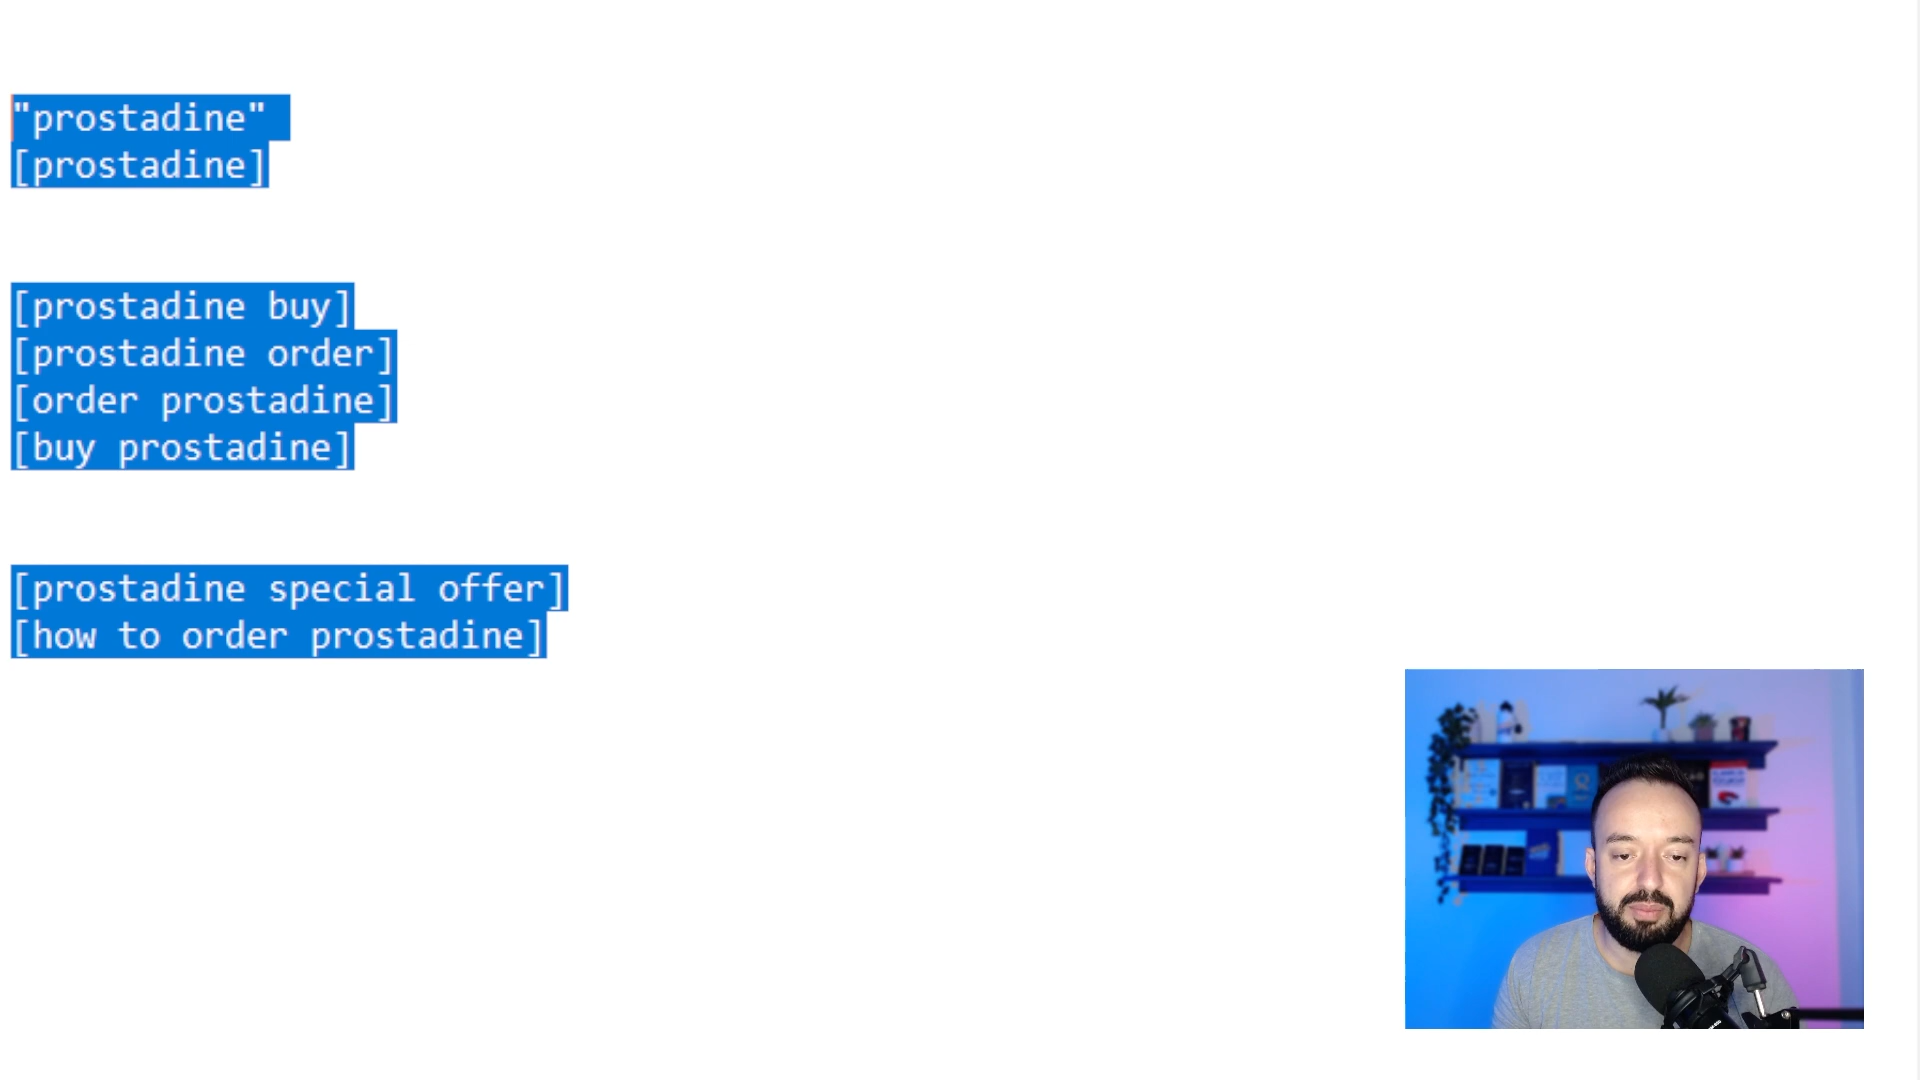 "prostadine"
[prostadine]
[prostadine buy]
[prostadine order]
[order prostadine]
[buy prostadine]
[prostadine special offer]
[how to order prostadine]